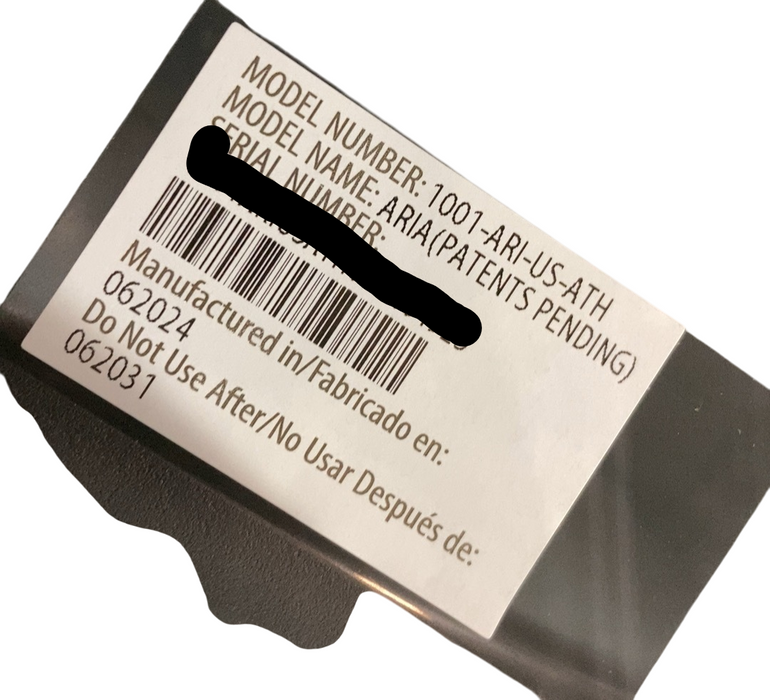 MODEL NUMBER: 1001-ARI-US-ATH
MODEL NAME: ARIA(PATENTS PENDING)
SERIAL NUMBER:
Manufactured in/Fabricado en:
062024
Do Not Use After/No Usar Después de:
062031